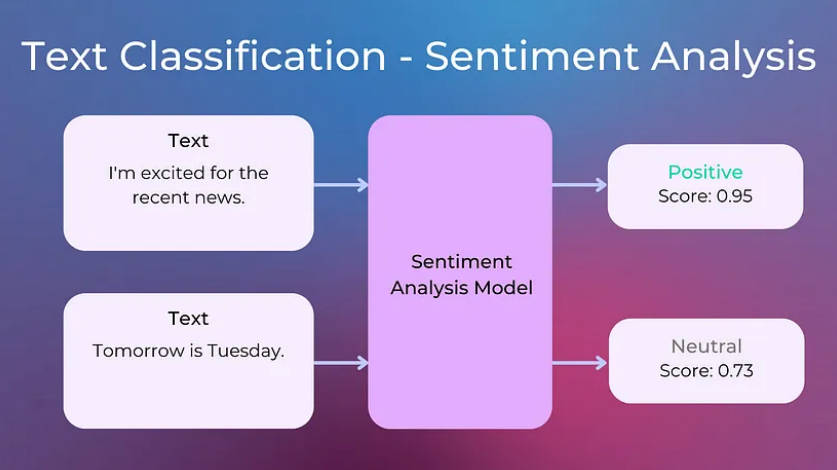 Text Classification - Sentiment Analysis
Text
I'm excited for the
recent news.
Text
Tomorrow is Tuesday.
Sentiment
Analysis Model
Positive
Score: 0.95
Neutral
Score: 0.73